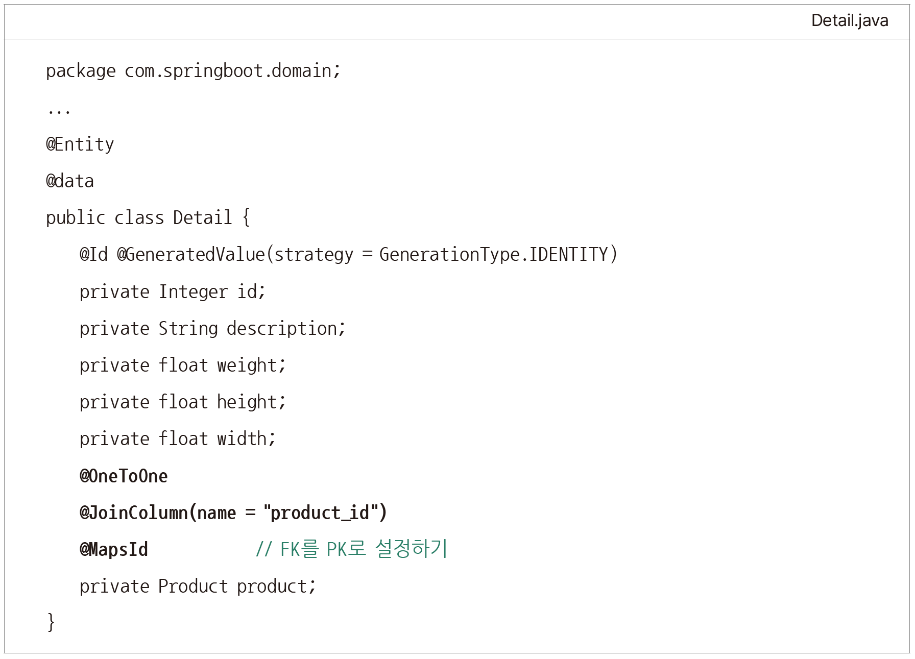 Detail.java
package com.springboot.domain;
...
@Entity
@data
public class Detail {
@Id @GeneratedValue(strategy = GenerationType.IDENTITY)
private Integer id;
private String description;
private float weight;
private float height;
private float width;
@OneToOne
@JoinColumn(name = "product_id")
@MapsId // FK를 PK로 설정하기
private Product product;
}